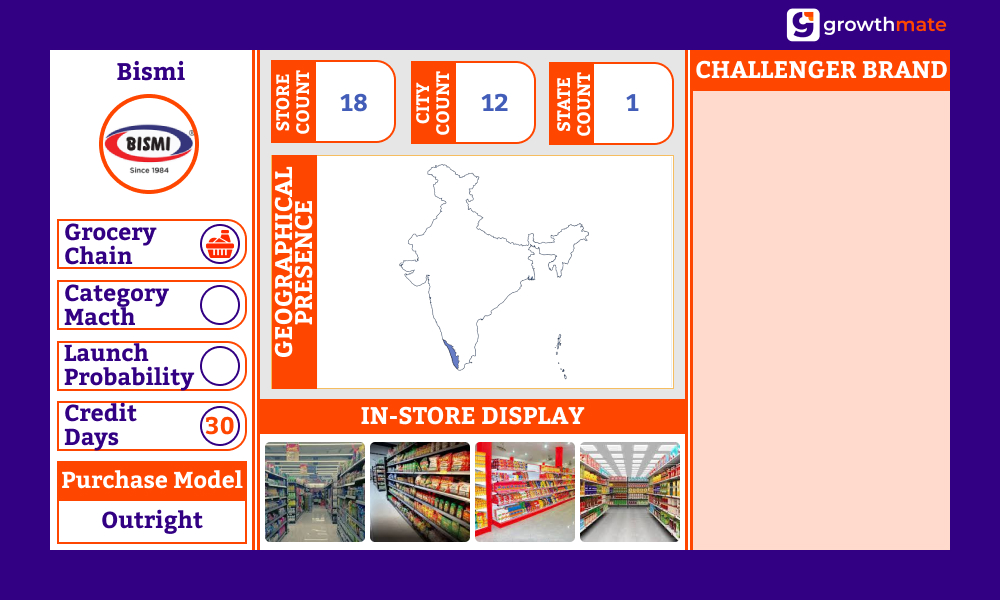 growthmate
Bismi
BISMI
®
Since 1984
Grocery
Chain
Category
Macth
Launch
Probability
Credit
Days
30
Purchase Model
Outright
STORE
COUNT
18
CITY
COUNT
12
STATE
COUNT
1
GEOGRAPHICAL
PRESENCE
IN-STORE DISPLAY
CHALLENGER BRAND